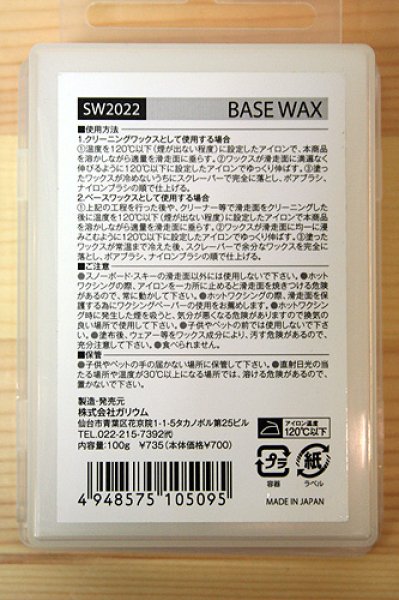 SW2022 BASE WAX
■使用方法
1.クリーニングワックスとして使用する場合
①温度を120℃以下(煙が出ない程度)に設定したアイロンで、本商品
を溶かしながら適量を滑走面に垂らす。②ワックスが滑走面に満遍なく
伸びるように120℃以下に設定したアイロンでゆっくり伸ばす。③塗っ
たワックスが冷めないうちにスクレーパーで完全に落とし、ボアブラシ、
ナイロンブラシの順で仕上げる。
2.ベースワックスとして使用する場合
①上記の工程を行った後や、クリーナー等で滑走面をクリーニングした
後に温度を120℃以下(煙が出ない程度)に設定したアイロンで、本商品を
溶かしながら適量を滑走面に垂らす。②ワックスが滑走面に均一に浸
みこむように120℃以下に設定したアイロンでゆっくり伸ばす。③塗った
ワックスが常温まで冷えた後、スクレーパーで余分なワックスを完全に
落とし、ボアブラシ、ナイロンブラシの順で仕上げる。
■ご注意
●スノーボード・スキーの滑走面以外には使用しないで下さい。●ホット
ワクシングの際、アイロンを一カ所に止めると滑走面を焼きつける危険
があるので、常に動かして下さい。●ホットワクシングの際、滑走面を保
護する為にワクシングペーパーの使用をお薦めします。●ホットワクシン
グ時に発生した煙を吸うと、気分が悪くなる危険がありますので換気の
良い場所で使用して下さい。●子供やペットの前では使用しないで下さ
い。●塗布後、ウェアー等をワックス成分により、汚す危険があるので、
充分注意して下さい。●食べられません。
■保管
●子供やペットの手の届かない場所に保管して下さい。●直射日光の当
たる場所や温度が30℃以上になる場所では、溶ける危険があるので、
置かないで下さい。
製造・発売元
株式会社ガリウム
仙台市青葉区花京院1-1-5タカノボル第25ビル
TEL.022-215-7392㈹
内容量:100g ¥735(本体価格¥700)
アイロン温度
120℃以下
プラ 紙
容器 ラベル
4 948575 105095
MADE IN JAPAN